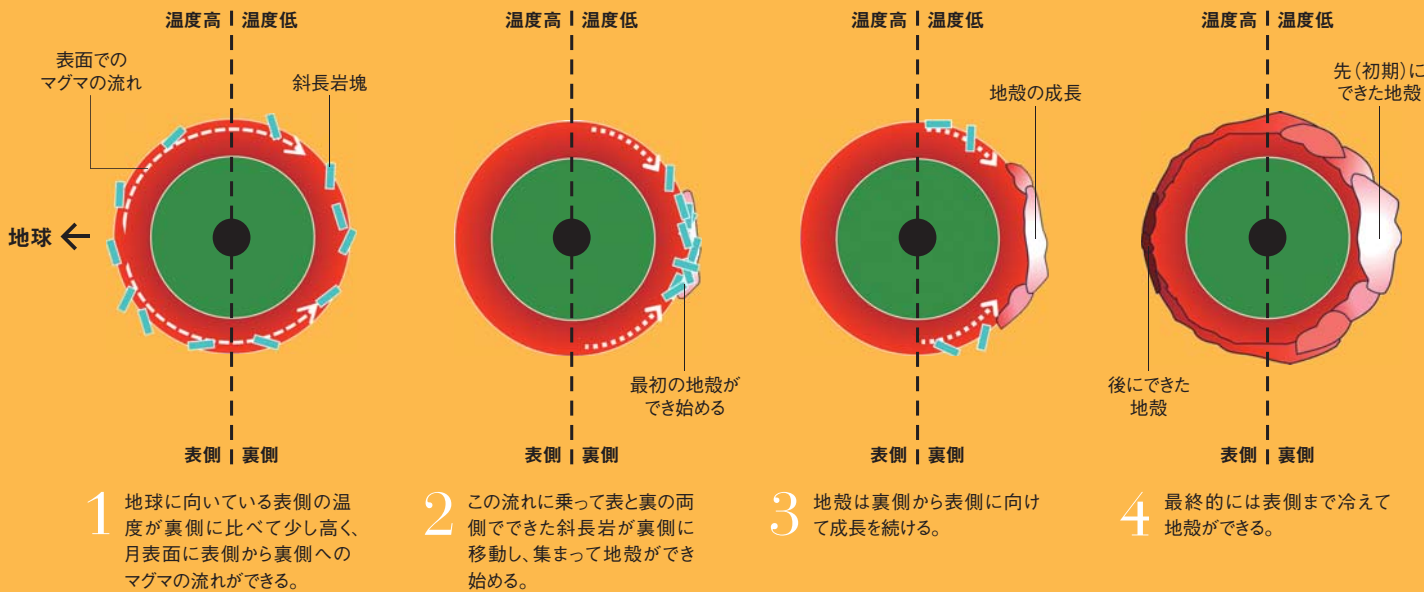 温度高 温度低
表面での
マグマの流れ
斜長岩塊
地球
表側 裏側
1 地球に向いている表側の温
度が裏側に比べて少し高く、
月表面に表側から裏側への
マグマの流れができる。
温度高 温度低
最初の地殻が
でき始める
表側 裏側
2 この流れに乗って表と裏の両
側でできた斜長岩が裏側に
移動し、集まって地殻ができ
始める。
温度高 温度低
地殻の成長
表側 裏側
3 地殻は裏側から表側に向け
て成長を続ける。
温度高 温度低
先(初期)に
できた地殻
後にできた
地殻
表側 裏側
4 最終的には表側まで冷えて
地殻ができる。